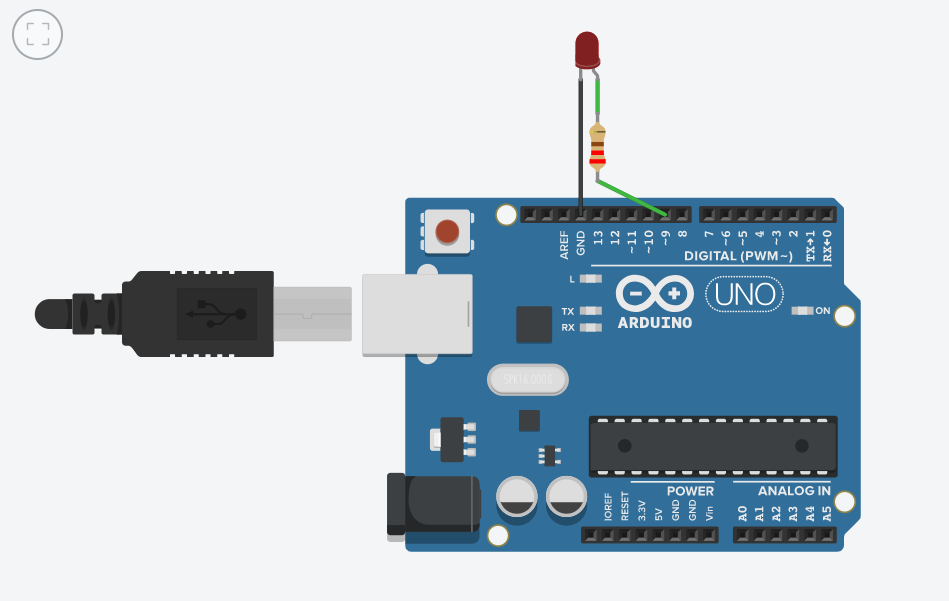 AREF
GND
13
12
~11
~10
~9
8
7
~6
~5
4
~3
2
TX→1
RX←0
DIGITAL (PWM~)
L
TX
RX
ARDUINO
UNO
ON
SPK16.000G
POWER
ANALOG IN
IOREF
RESET
3.3V
5V
GND
GND
Vin
A0
A1
A2
A3
A4
A5